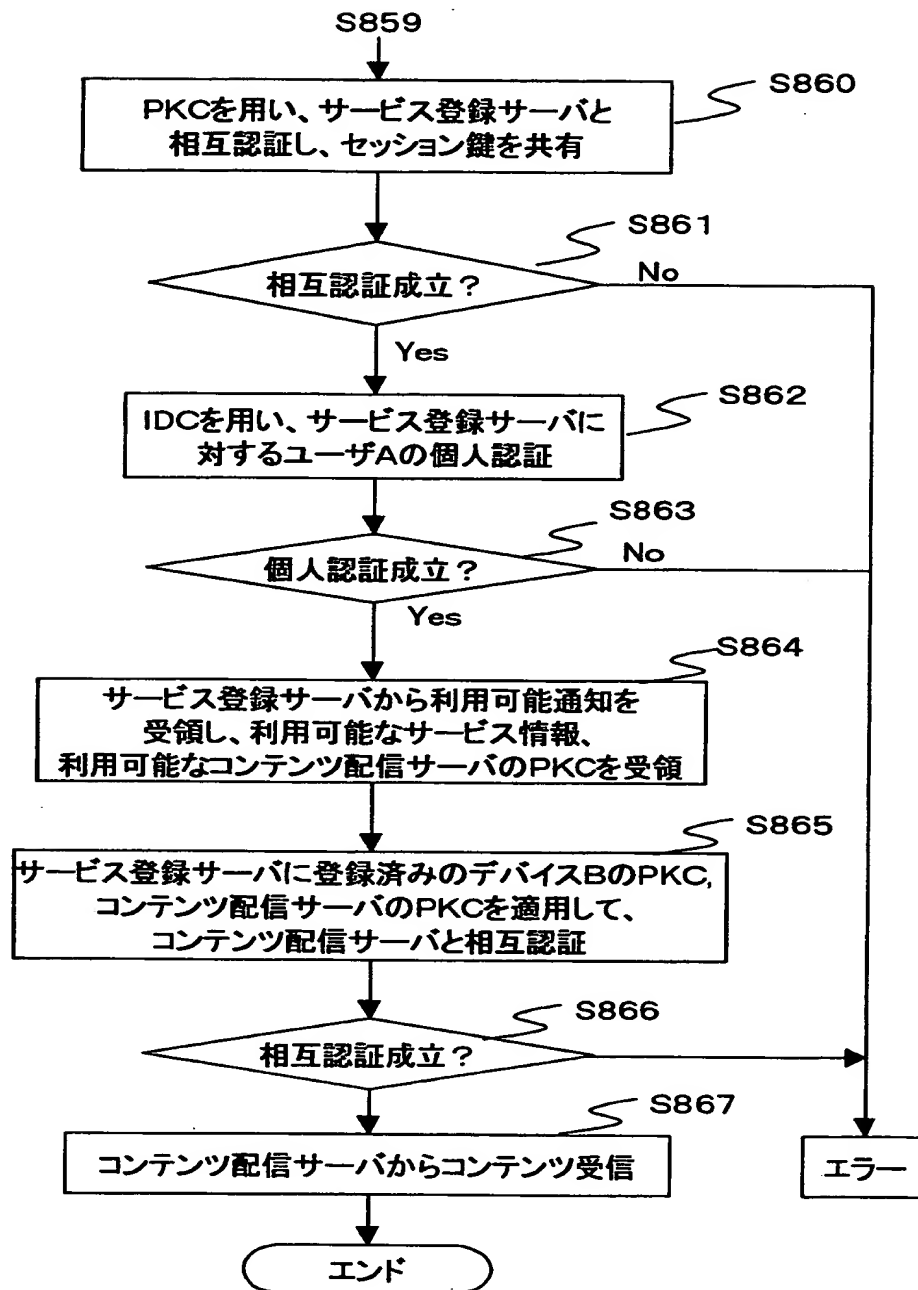 S859
S860
PKCを用い、サービス登録サーバと
相互認証し、セッション鍵を共有
S861
相互認証成立？
No
Yes
S862
IDCを用い、サービス登録サーバに
対するユーザAの個人認証
S863
個人認証成立？
No
Yes
S864
サービス登録サーバから利用可能通知を
受領し、利用可能なサービス情報、
利用可能なコンテンツ配信サーバのPKCを受領
S865
サービス登録サーバに登録済みのデバイスBのPKC,
コンテンツ配信サーバのPKCを適用して、
コンテンツ配信サーバと相互認証
S866
相互認証成立？
S867
コンテンツ配信サーバからコンテンツ受信
エラー
エンド